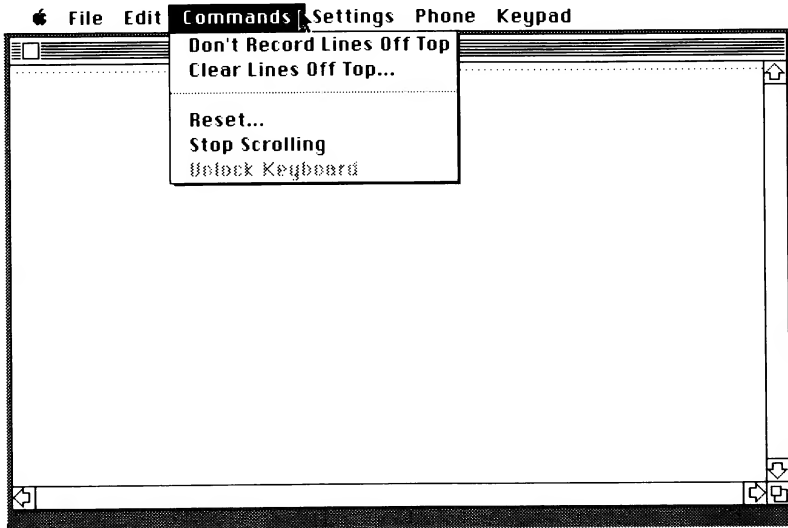 File Edit Commands Settings Phone Keypad
Don't Record Lines Off Top
Clear Lines Off Top...
Reset...
Stop Scrolling
Unlock Keyboard